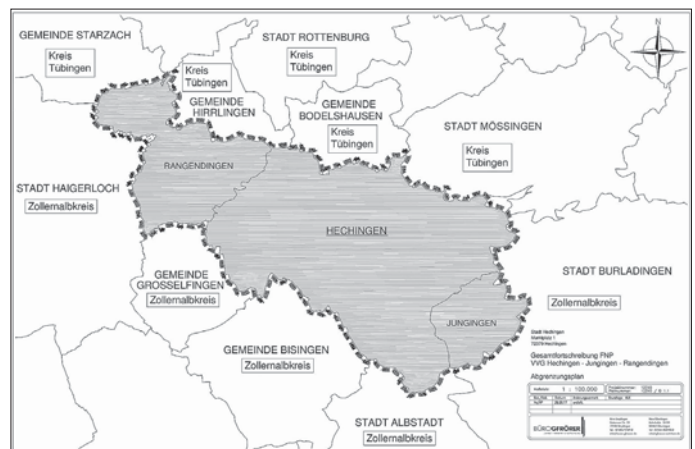 GEMEINDE STARZACH
Kreis
Tübingen
STADT ROTTENBURG
Kreis
Tübingen
N
Kreis
Tübingen
GEMEINDE
HIRRLINGEN
GEMEINDE
BODELSHAUSEN
Kreis
Tübingen
STADT MÖSSINGEN
Kreis
Tübingen
RANGENDINGEN
STADT HAIGERLOCH
Zollernalbkreis
HECHINGEN
GEMEINDE
GROSSELFINGEN
Zollernalbkreis
STADT BURLADINGEN
Zollernalbkreis
JUNGINGEN
GEMEINDE BISINGEN
Zollernalbkreis
STADT ALBSTADT
Zollernalbkreis
Stadt Hechingen
Marktplatz 1
72379 Hechingen
Gesamtfortschreibung FNP
VVG Hechingen - Jungingen - Rangendingen
Abgrenzungsplan
1 : 100.000
BÜROGFRÖRER